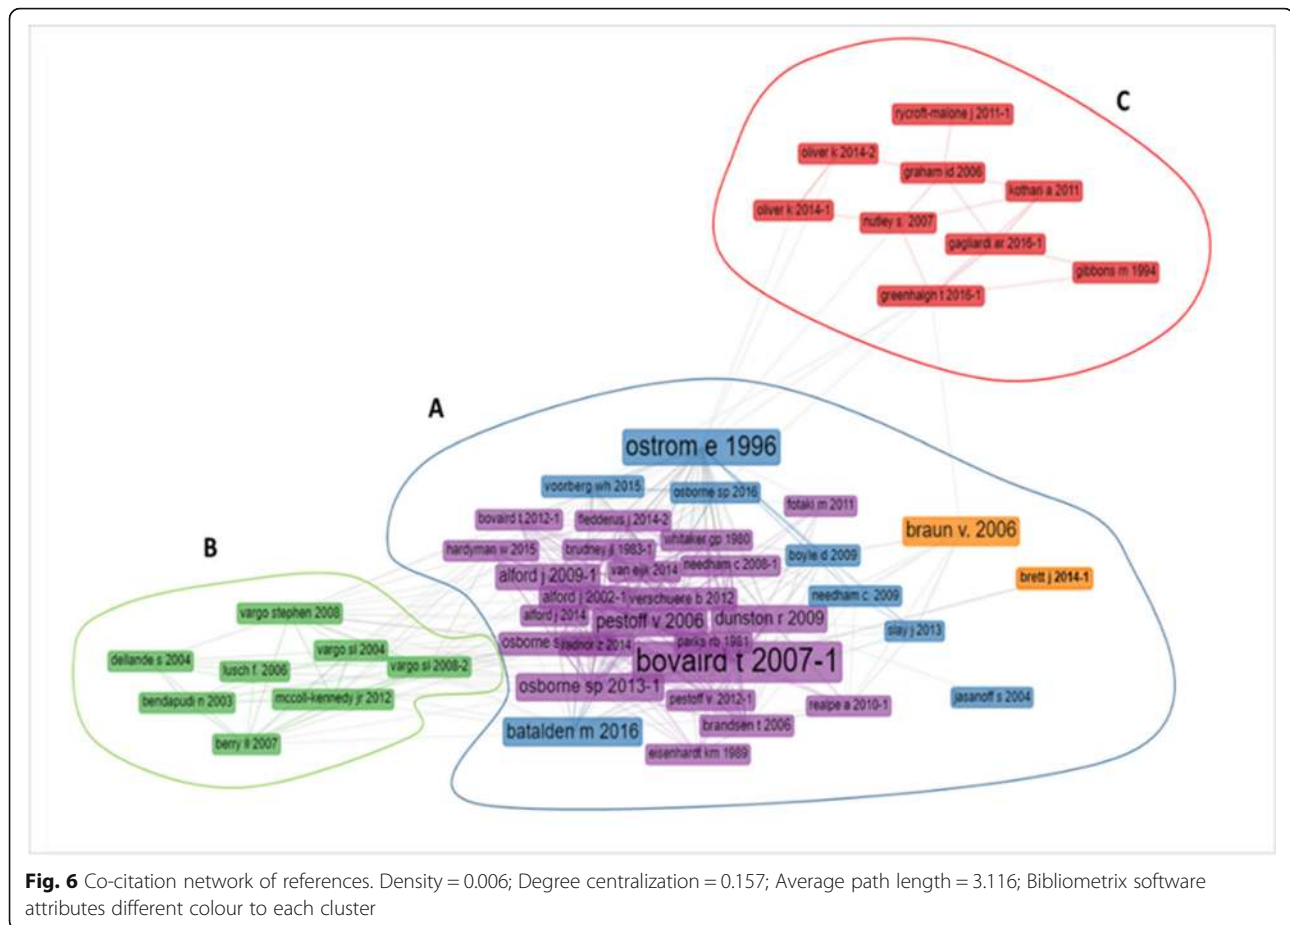 C
rycroft-malone j 2011-1
oliver k 2014-2
graham id 2006
kothari a 2011
oliver k 2014-1
nutley s. 2007
gagliardi ar 2016-1
gibbons m 1994
greenhalgh t 2016-1
A
ostrom e 1996
voorberg wh 2015
osborne sp 2016
fotaki m 2011
bovaird t 2012-1
fledderus j 2014-2
braun v. 2006
whitaker gp 1980
hardyman w 2015
brudney jl 1983-1
boyle d 2009
B
van eijk 2014
needham c 2008-1
alford j 2009-1
brett j 2014-1
alford j 2002-1
verschuere b 2012
needham c. 2009
vargo stephen 2008
alford j 2014
pestoff v 2006
dunston r 2009
slay j 2013
osborne s
radnor z 2014
parks rb 1981
vargo sl 2004
dellande s 2004
lusch f. 2006
vargo sl 2008-2
bovaird t 2007-1
osborne sp 2013-1
bendapudi n 2003
mccoll-kennedy jr 2012
pestoff v. 2012-1
realpe a 2010-1
jasanoff s 2004
batalden m 2016
brandsen t 2006
berry ll 2007
eisenhardt km 1989
Fig. 6 Co-citation network of references. Density = 0.006; Degree centralization = 0.157; Average path length = 3.116; Bibliometrix software
attributes different colour to each cluster